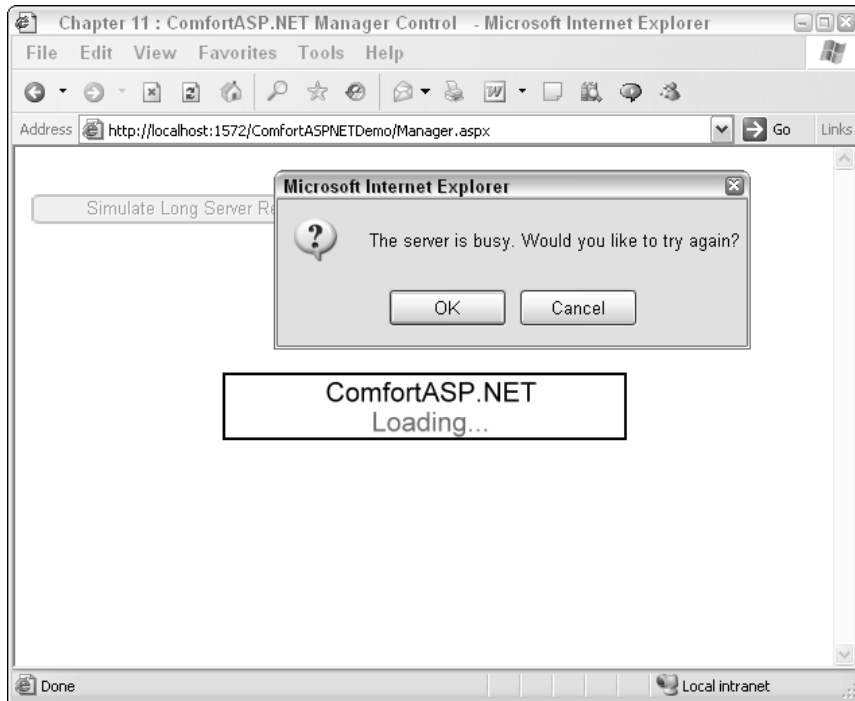 Chapter 11 : ComfortASP.NET Manager Control - Microsoft Internet Explorer
File Edit View Favorites Tools Help
Address http://localhost:1572/ComfortASPNETDemo/Manager.aspx Go Links
Microsoft Internet Explorer
Simulate Long Server Re
The server is busy. Would you like to try again?
OK Cancel
ComfortASP.NET
Loading...
Done Local intranet